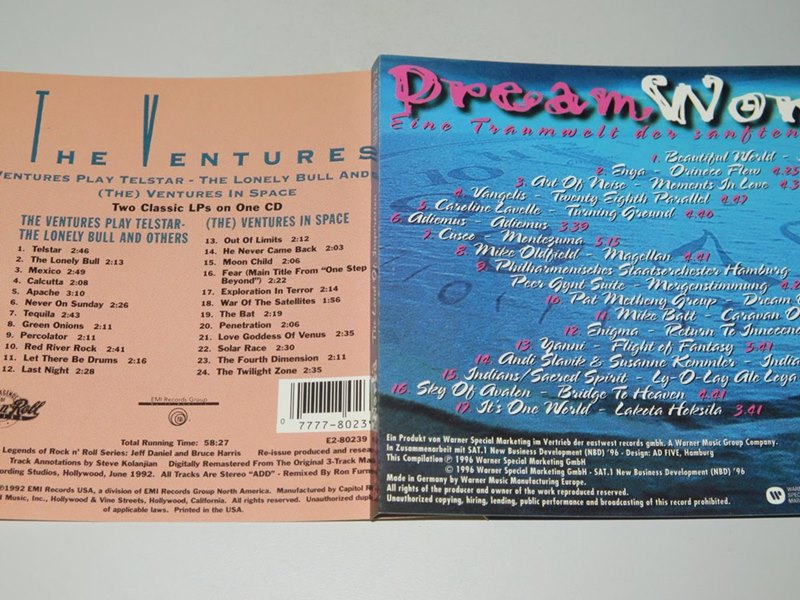 THE VENTURES
VENTURES PLAY TELSTAR - THE LONELY BULL AND
(THE) VENTURES IN SPACE
Two Classic LPs on One CD
THE VENTURES PLAY TELSTAR-
THE LONELY BULL AND OTHERS
1. Telstar 2:46
2. The Lonely Bull 2:13
3. Mexico 2:49
4. Calcutta 2:08
5. Apache 3:10
6. Never On Sunday 2:26
7. Tequila 2:43
8. Green Onions 2:11
9. Percolator 2:11
10. Red River Rock 2:41
11. Let There Be Drums 2:16
12. Last Night 2:28
(THE) VENTURES IN SPACE
13. Out Of Limits 2:12
14. He Never Came Back 2:03
15. Moon Child 2:06
16. Fear (Main Title From "One Step
Beyond") 2:22
17. Exploration In Terror 2:14
18. War Of The Satellites 1:56
19. The Bat 2:19
20. Penetration 2:06
21. Love Goddess Of Venus 2:35
22. Solar Race 2:30
23. The Fourth Dimension 2:11
24. The Twilight Zone 2:35
EMI Records Group
0 7777-8023
Total Running Time: 58:27
E2-80239
Legends of Rock n' Roll Series: Jeff Daniel and Bruce Harris
Re-issue produced and resea
Track Annotations by Steve Kolanjian Digitally Remastered From The Original 3-Track Mas
ording Studios, Hollywood, June 1992. All Tracks Are Stereo "ADD" - Remixed By Ron Furm
©1992 EMI Records USA, a division of EMI Records Group North America. Manufactured by Capitol R
Music, Inc., Hollywood & Vine Streets, Hollywood, California. All rights reserved. Unauthorized dup
of applicable laws. Printed in the USA.
DreamWor
Eine Traumwelt der sanften
1. Beautiful World -
2. Enya - Orinoco Flow 4.25
3. Art Of Noise - Moments In Love 4.3
4. Vangelis - Twenty Eighth Parallel 4.47
5. Caroline Lavelle - Turning Ground 4.40
6. Adiemus - Adiemus 3.39
7. Cusco - Montezuma 5.15
8. Mike Oldfield - Magellan 4.41
9. Philharmonisches Staatsorchester Hamburg
Peer Gynt Suite - Morgenstimmung 4.2
10. Pat Metheny Group - Dream O
11. Mike Batt - Caravan O
12. Enigma - Return To Innocenc
13. Yanni - Flight of Fantasy 3.41
14. Andi Slavik & Susanne Kemmler - India
15. Indians/Sacred Spirit - Ly-O-Lay Ale Loya
16. Sky Of Avalon - Bridge To Heaven 4.41
17. It's One World - Lakota Hoksila 3.41
Ein Produkt von Warner Special Marketing im Vertrieb der eastwest records gmbh. A Warner Music Group Company.
In Zusammenarbeit mit SAT.1 New Business Development (NBD) '96 - Design: AD FIVE, Hamburg
This Compilation ℗ 1996 Warner Special Marketing GmbH
© 1996 Warner Special Marketing GmbH - SAT.1 New Business Development (NBD) '96
Made in Germany by Warner Music Manufacturing Europe.
All rights of the producer and owner of the work reproduced reserved.
Unauthorized copying, hiring, lending, public performance and broadcasting of this record prohibited.
WARN
SPEC
MAR